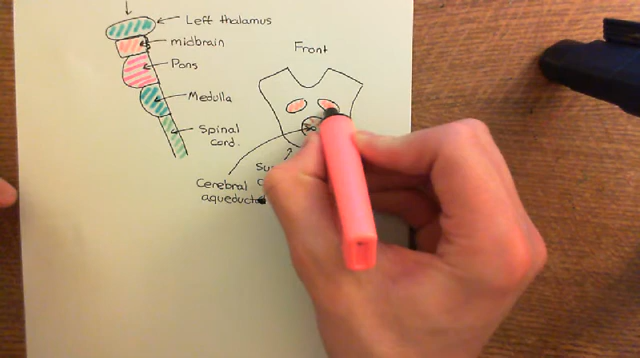 Left thalamus
midbrain
Pons
Medulla
Spinal
cord.
Front
Cerebral
aqueduct